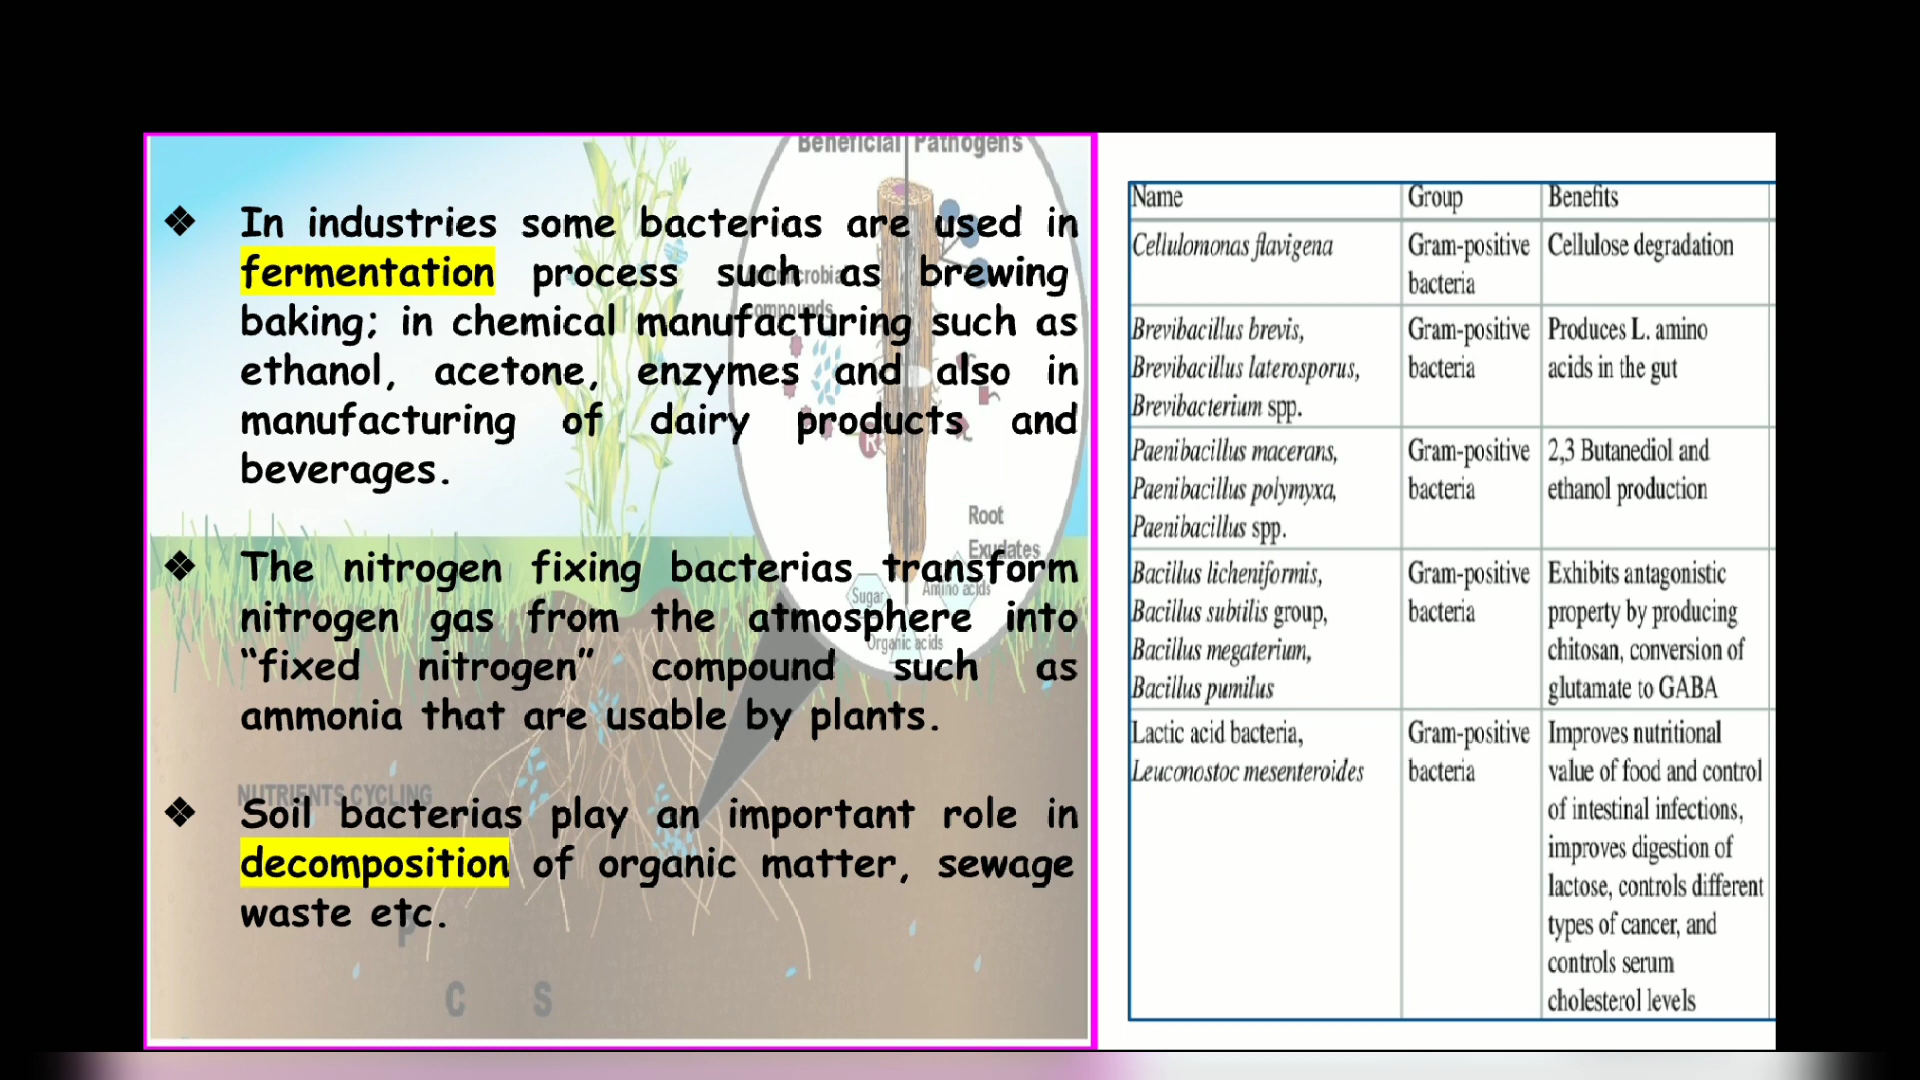 Beneficial Pathogens
❖ In industries some bacterias are used in
fermentation process such as brewing
baking; in chemical manufacturing such as
ethanol, acetone, enzymes and also in
manufacturing of dairy products and
beverages.
❖ The nitrogen fixing bacterias transform
nitrogen gas from the atmosphere into
“fixed nitrogen” compound such as
ammonia that are usable by plants.
❖ Soil bacterias play an important role in
decomposition of organic matter, sewage
waste etc.
compounds
R
Root
Exudates
Sugar
Amino acids
Organic acids
NUTRIENTS CYCLING
P
C S
Name Group Benefits
Cellulomonas flavigena Gram-positive Cellulose degradation
bacteria
Brevibacillus brevis, Gram-positive Produces L. amino
Brevibacillus laterosporus, bacteria acids in the gut
Brevibacterium spp.
Paenibacillus macerans, Gram-positive 2,3 Butanediol and
Paenibacillus polymyxa, bacteria ethanol production
Paenibacillus spp.
Bacillus licheniformis, Gram-positive Exhibits antagonistic
Bacillus subtilis group, bacteria property by producing
Bacillus megaterium, chitosan, conversion of
Bacillus pumilus glutamate to GABA
Lactic acid bacteria, Gram-positive Improves nutritional
Leuconostoc mesenteroides bacteria value of food and control
of intestinal infections,
improves digestion of
lactose, controls different
types of cancer, and
controls serum
cholesterol levels